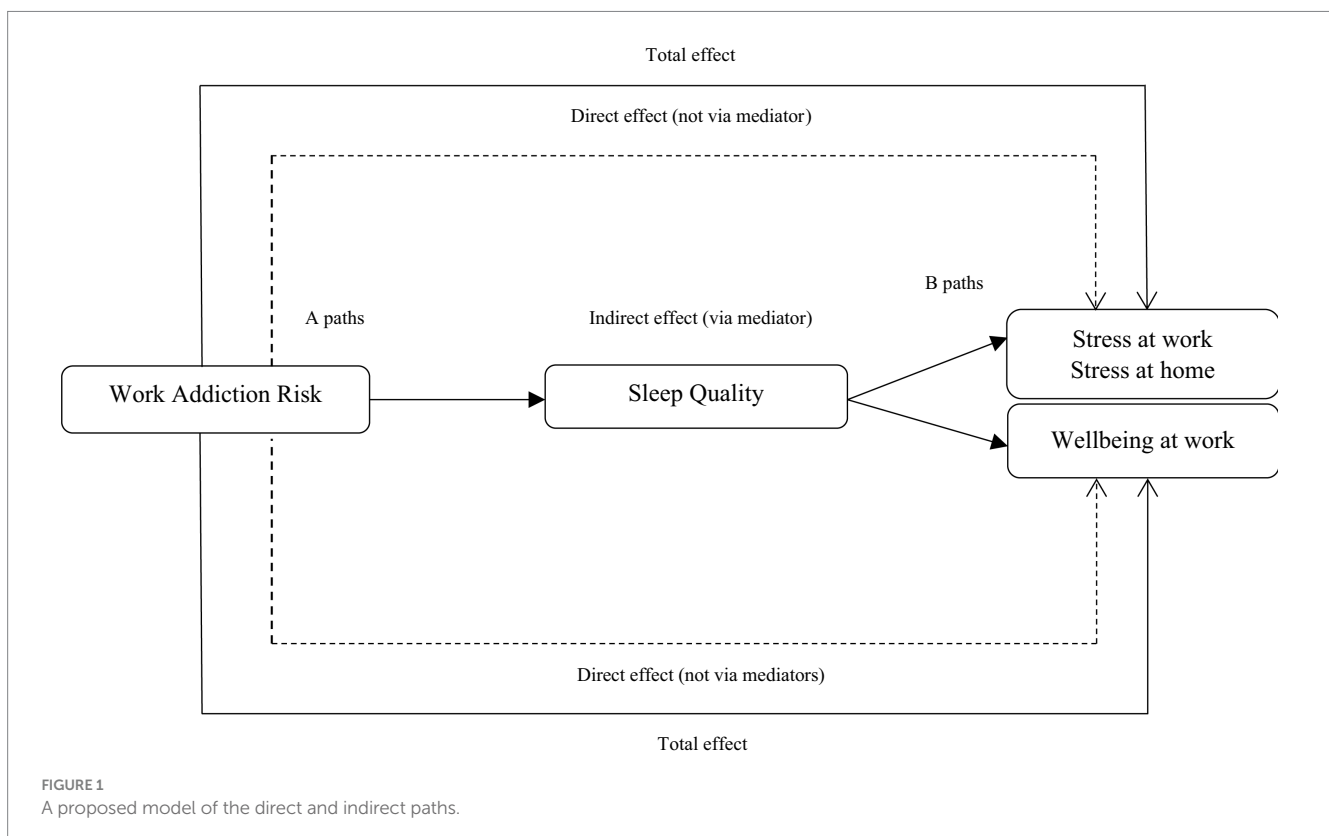 Total effect
Direct effect (not via mediator)
B paths
A paths
Indirect effect (via mediator)
Stress at work
Stress at home
Work Addiction Risk
Sleep Quality
Wellbeing at work
Direct effect (not via mediators)
Total effect
FIGURE 1
A proposed model of the direct and indirect paths.